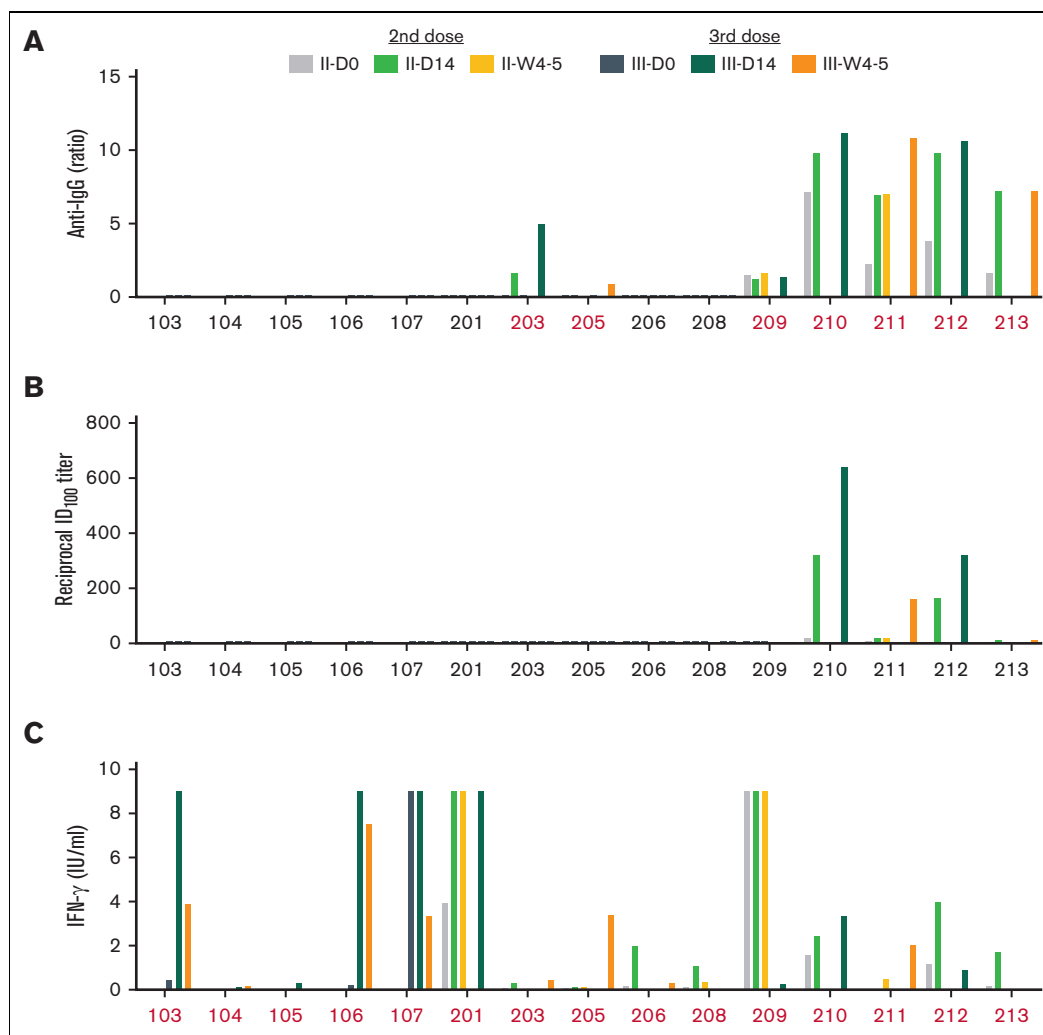 A
2nd dose 3rd dose
II-D0 II-D14 II-W4-5 III-D0 III-D14 III-W4-5
15
10
5
0
Anti-IgG (ratio)
103 104 105 106 107 201 203 205 206 208 209 210 211 212 213
B
800
600
400
200
0
Reciprocal ID100 titer
103 104 105 106 107 201 203 205 206 208 209 210 211 212 213
C
10
8
6
4
2
0
IFN-γ (IU/ml)
103 104 105 106 107 201 203 205 206 208 209 210 211 212 213